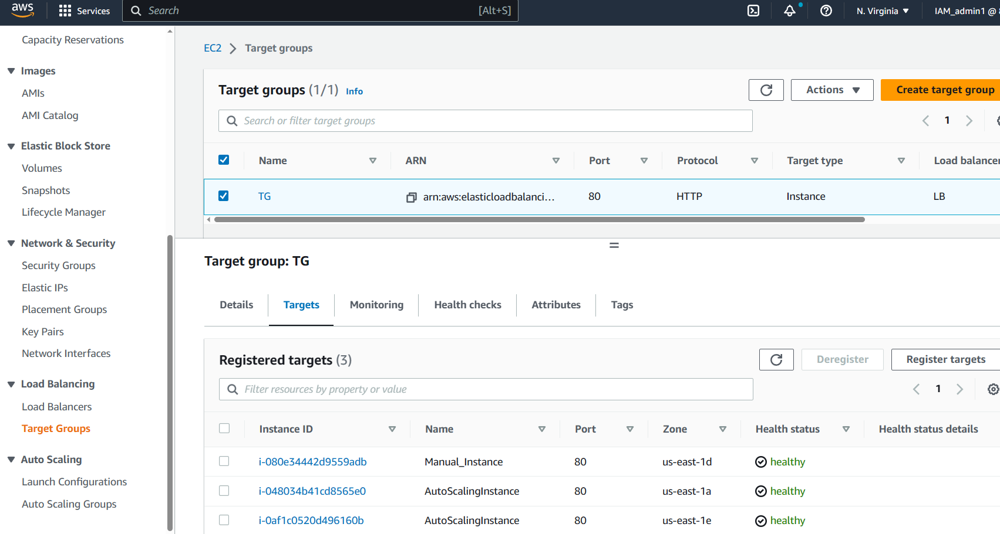 aws
Services
Search
[Alt+S]
N. Virginia
IAM_admin1 @
Capacity Reservations
Images
AMIs
AMI Catalog
Elastic Block Store
Volumes
Snapshots
Lifecycle Manager
Network & Security
Security Groups
Elastic IPs
Placement Groups
Key Pairs
Network Interfaces
Load Balancing
Load Balancers
Target Groups
Auto Scaling
Launch Configurations
Auto Scaling Groups
EC2 Target groups
Target groups (1/1) Info
Actions
Create target group
Search or filter target groups
1
Name ARN Port Protocol Target type Load balancer
TG arn:aws:elasticloadbalanci... 80 HTTP Instance LB
Target group: TG
Details Targets Monitoring Health checks Attributes Tags
Registered targets (3)
Deregister
Register targets
Filter resources by property or value
1
Instance ID Name Port Zone Health status Health status details
i-080e34442d9559adb Manual_Instance 80 us-east-1d healthy
i-048034b41cd8565e0 AutoScalingInstance 80 us-east-1a healthy
i-0af1c0520d496160b AutoScalingInstance 80 us-east-1e healthy